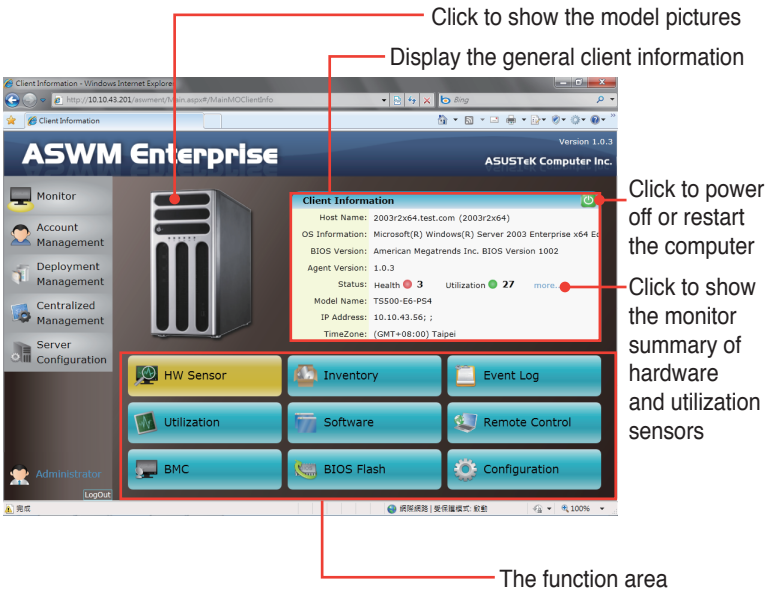 Click to show the model pictures
Display the general client information
Client Information - Windows Internet Explorer
http://10.10.43.201/aswment/Main.aspx#/MainMOClientInfo
Bing
Client Information
Version 1.0.3
ASWM Enterprise
ASUSTeK Computer Inc.
Monitor
Account
Management
Deployment
Management
Centralized
Management
Server
Configuration
Administrator
LogOut
Client Information
Host Name: 2003r2x64.test.com (2003r2x64)
OS Information: Microsoft(R) Windows(R) Server 2003 Enterprise x64 Ed
BIOS Version: American Megatrends Inc. BIOS Version 1002
Agent Version: 1.0.3
Status: Health 3 Utilization 27 more...
Model Name: TS500-E6-PS4
IP Address: 10.10.43.56; ;
TimeZone: (GMT+08:00) Taipei
HW Sensor
Inventory
Event Log
Utilization
Software
Remote Control
BMC
BIOS Flash
Configuration
完成
網際網路 | 受保護模式: 啟動
100%
Click to power
off or restart
the computer
Click to show
the monitor
summary of
hardware
and utilization
sensors
The function area